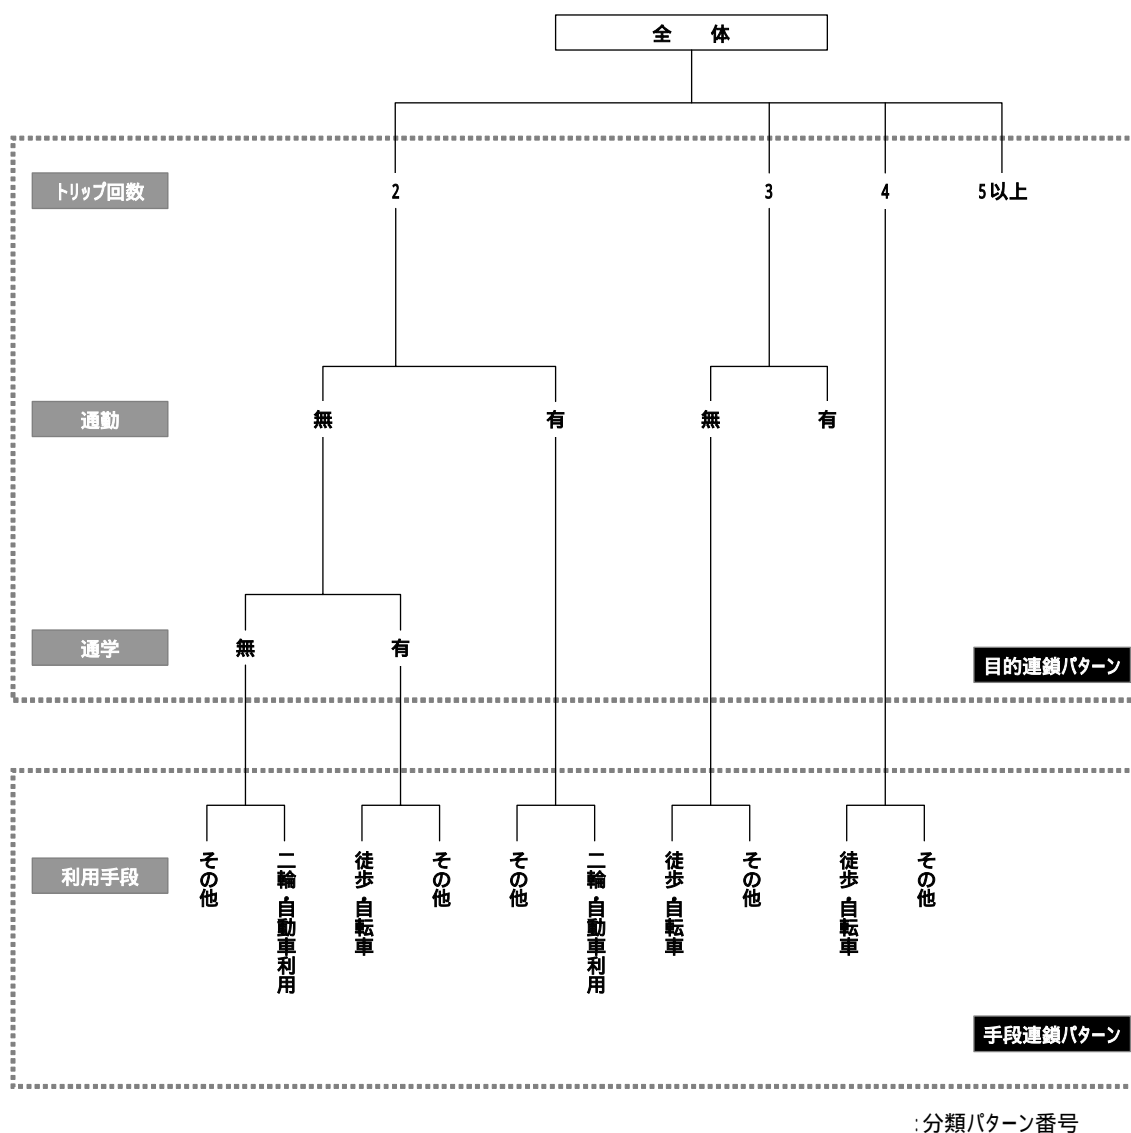 全 体
トリップ回数 2 3 4 5以上
通勤 無 有 無 有
通学 無 有
目的連鎖パターン
利用手段
その他
二輪・自動車利用
徒歩・自転車
その他
その他
二輪・自動車利用
徒歩・自転車
その他
徒歩・自転車
その他
手段連鎖パターン
:分類パターン番号